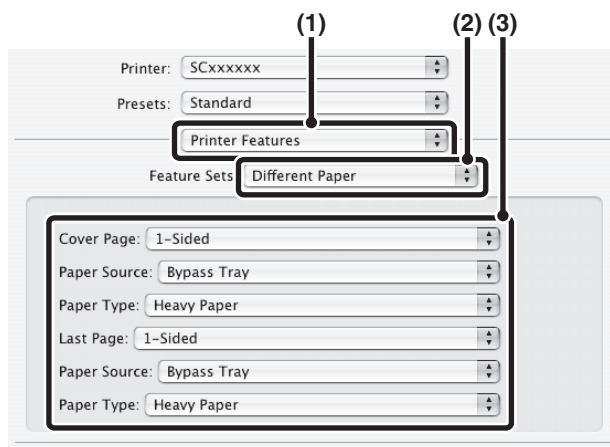 (1) (2) (3)
Printer: SCxxxxxx
Presets: Standard
Printer Features
Feature Sets Different Paper
Cover Page: 1-Sided
Paper Source: Bypass Tray
Paper Type: Heavy Paper
Last Page: 1-Sided
Paper Source: Bypass Tray
Paper Type: Heavy Paper